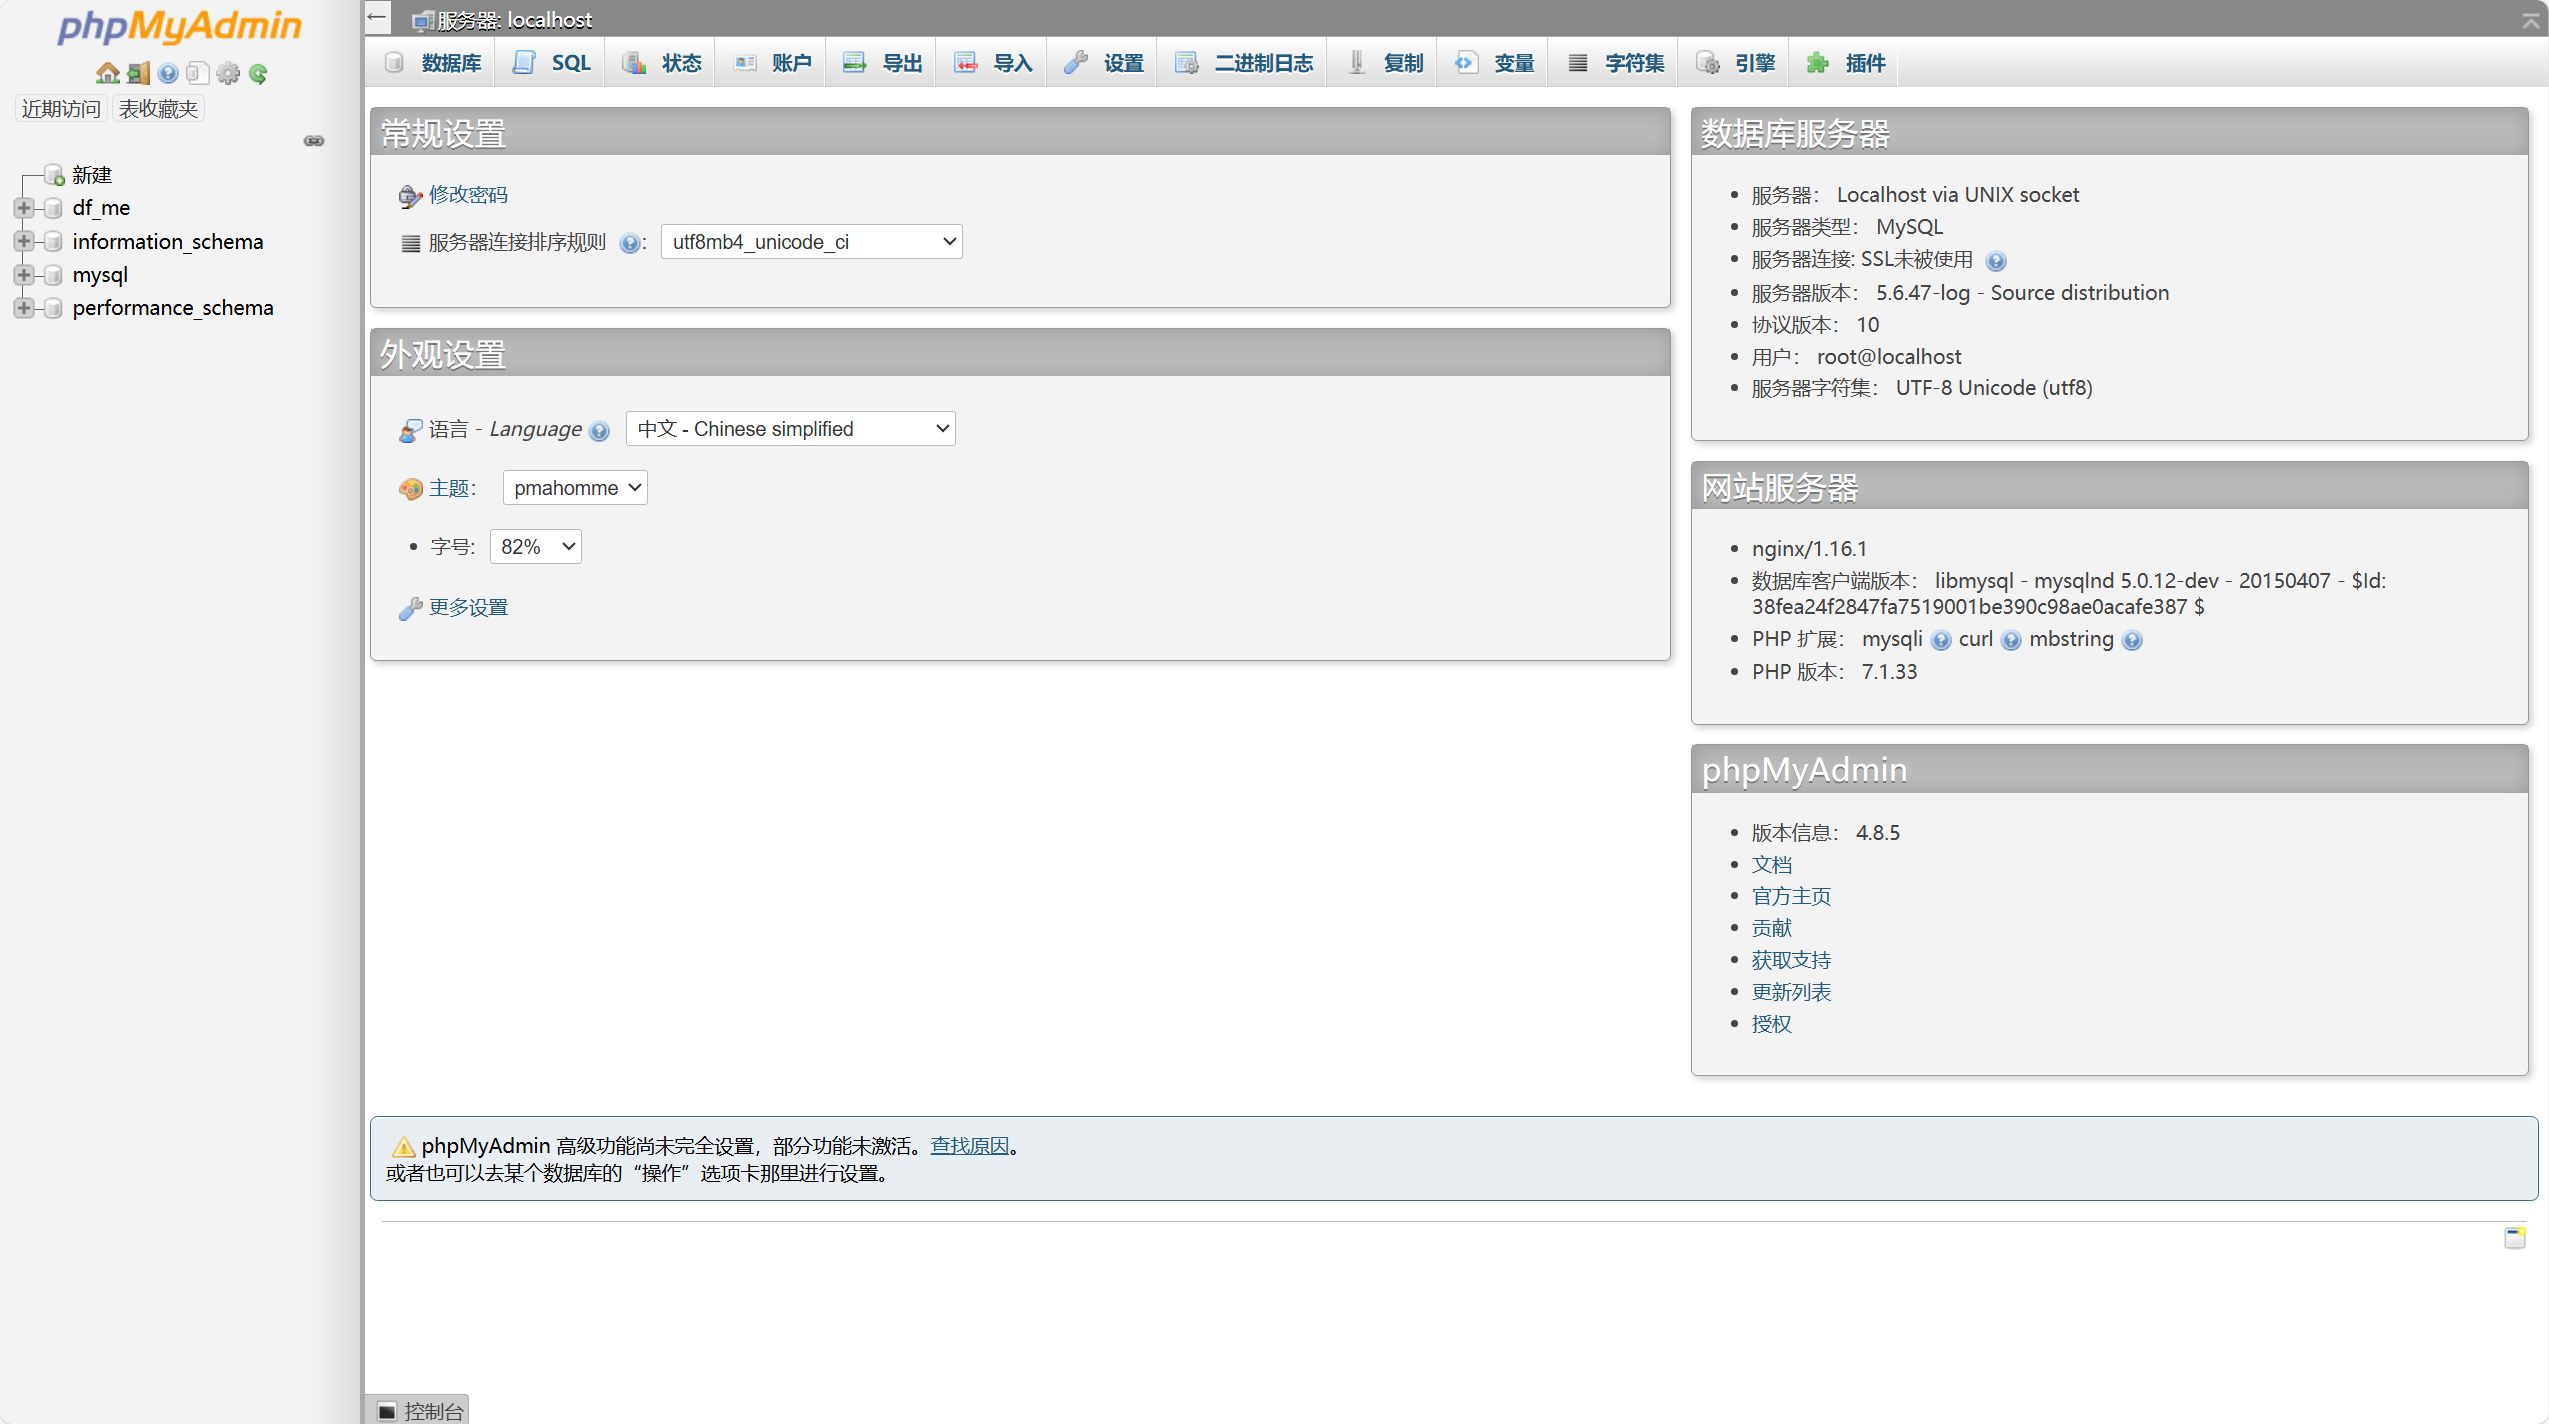 phpMyAdmin
近期访问 表收藏夹
新建
df_me
information_schema
mysql
performance_schema
服务器: localhost
数据库 SQL 状态 账户 导出 导入 设置 二进制日志 复制 变量 字符集 引擎 插件
常规设置
修改密码
服务器连接排序规则 : utf8mb4_unicode_ci
外观设置
语言 - Language 中文 - Chinese simplified
主题： pmahomme
字号: 82%
更多设置
数据库服务器
服务器： Localhost via UNIX socket
服务器类型： MySQL
服务器连接: SSL未被使用
服务器版本： 5.6.47-log - Source distribution
协议版本： 10
用户： root@localhost
服务器字符集： UTF-8 Unicode (utf8)
网站服务器
nginx/1.16.1
数据库客户端版本： libmysql - mysqlnd 5.0.12-dev - 20150407 - $Id:
38fea24f2847fa7519001be390c98ae0acafe387 $
PHP 扩展： mysqli curl mbstring
PHP 版本： 7.1.33
phpMyAdmin
版本信息： 4.8.5
文档
官方主页
贡献
获取支持
更新列表
授权
phpMyAdmin 高级功能尚未完全设置，部分功能未激活。查找原因。
或者也可以去某个数据库的“操作”选项卡那里进行设置。
控制台